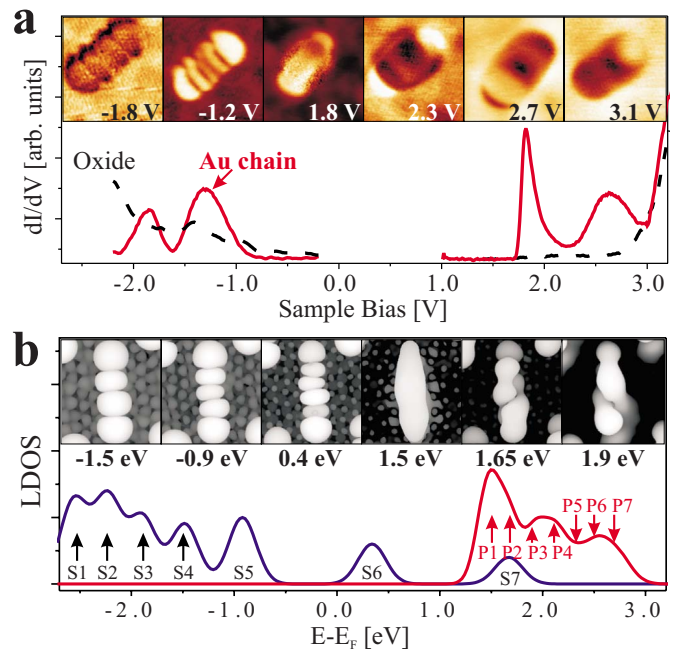 a
-1.8 V -1.2 V 1.8 V 2.3 V 2.7 V 3.1 V
dI/dV [arb. units]
Oxide
Au chain
-2.0 -1.0 0.0 1.0 2.0 3.0
Sample Bias [V]
b
-1.5 eV -0.9 eV 0.4 eV 1.5 eV 1.65 eV 1.9 eV
LDOS
P5 P6 P7
P1 P2 P3 P4
S1 S2 S3 S4 S5 S6 S7
-2.0 -1.0 0.0 1.0 2.0 3.0
E-E_F [eV]